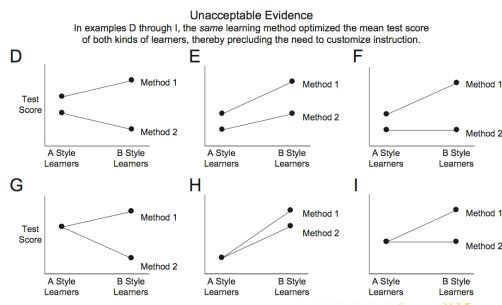 Unacceptable Evidence
In examples D through I, the same learning method optimized the mean test score
of both kinds of learners, thereby precluding the need to customize instruction.
D
E
F
Test
Score
Method 1
Method 2
Method 1
Method 2
Method 1
Method 2
A Style
Learners
B Style
Learners
A Style
Learners
B Style
Learners
A Style
Learners
B Style
Learners
G
H
I
Test
Score
Method 1
Method 2
Method 1
Method 2
Method 1
Method 2
A Style
Learners
B Style
Learners
A Style
Learners
B Style
Learners
A Style
Learners
B Style
Learners